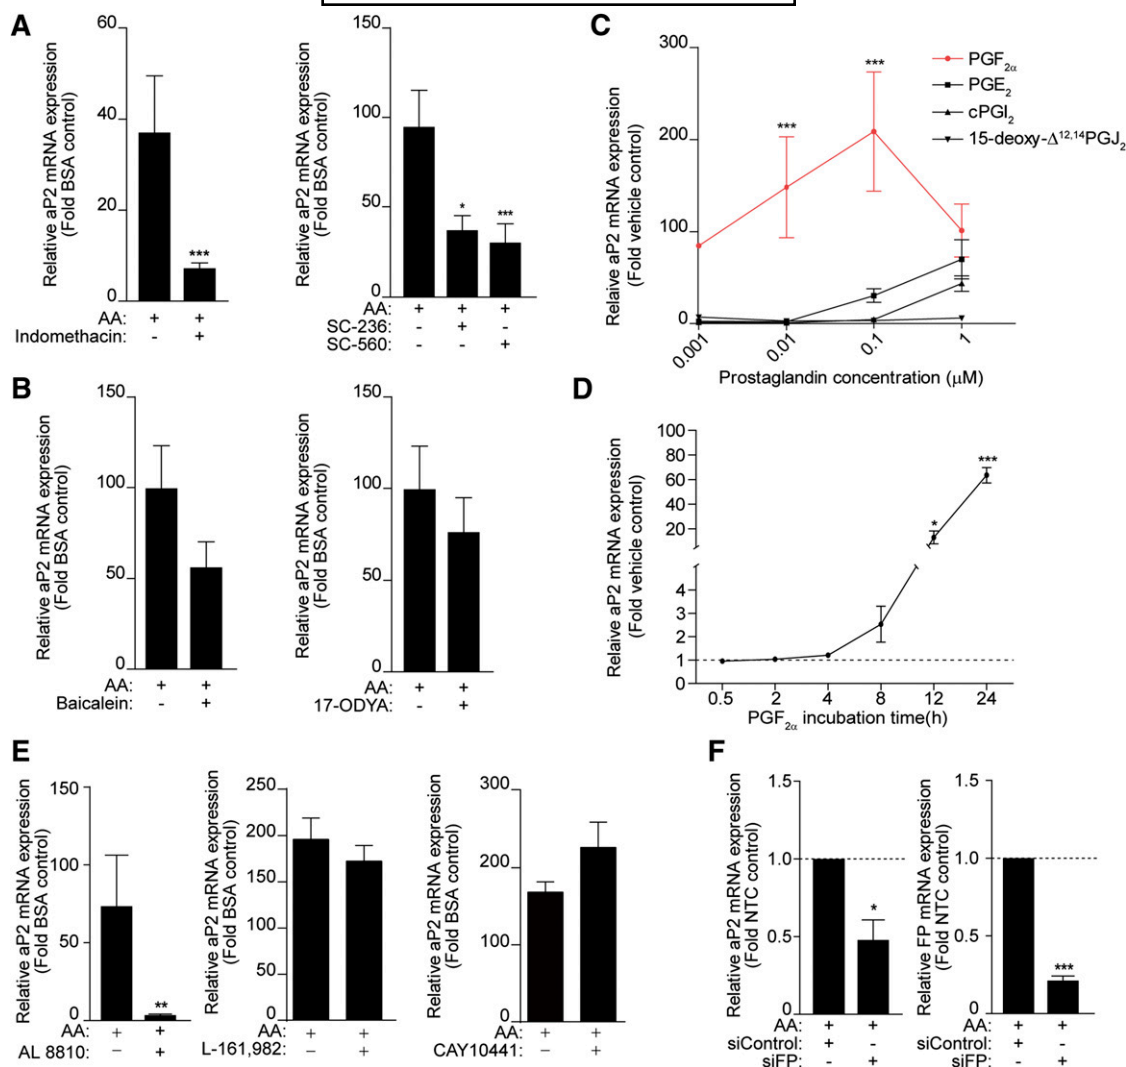 A
Relative aP2 mRNA expression
(Fold BSA control)
60
40
20
0
***
AA: + +
Indomethacin: - +
Relative aP2 mRNA expression
(Fold BSA control)
150
100
50
0
* ***
AA: + + +
SC-236: - + -
SC-560: - - +
C
Relaive aP2 mRNA expression
(Fold vehicle control)
300
200
100
0
*** ***
PGF2α
PGE2
cPGI2
15-deoxy-Δ12,14PGJ2
0.001 0.01 0.1 1
Prostaglandin concentration (μM)
B
Relative aP2 mRNA expression
(Fold BSA control)
150
100
50
0
AA: + +
Baicalein: - +
Relative aP2 mRNA expression
(Fold BSA control)
150
100
50
0
AA: + +
17-ODYA: - +
D
Relaive aP2 mRNA expression
(Fold vehicle control)
100
80
60
40
20
4
3
2
1
0
* ***
0.5 2 4 8 12 24
PGF2α incubation time(h)
E
Relative aP2 mRNA expression
(Fold BSA control)
150
100
50
0
**
AA: + +
AL 8810: – +
Relative aP2 mRNA expression
(Fold BSA control)
250
200
150
100
50
0
AA: + +
L-161,982: – +
Relative aP2 mRNA expression
(Fold BSA control)
300
200
100
0
AA: + +
CAY10441: – +
F
Relative aP2 mRNA expression
(Fold NTC control)
1.5
1.0
0.5
0
*
AA: + +
siControl: + -
siFP: - +
Relative FP mRNA expression
(Fold NTC control)
1.5
1.0
0.5
0
***
AA: + +
siControl: + -
siFP: - +